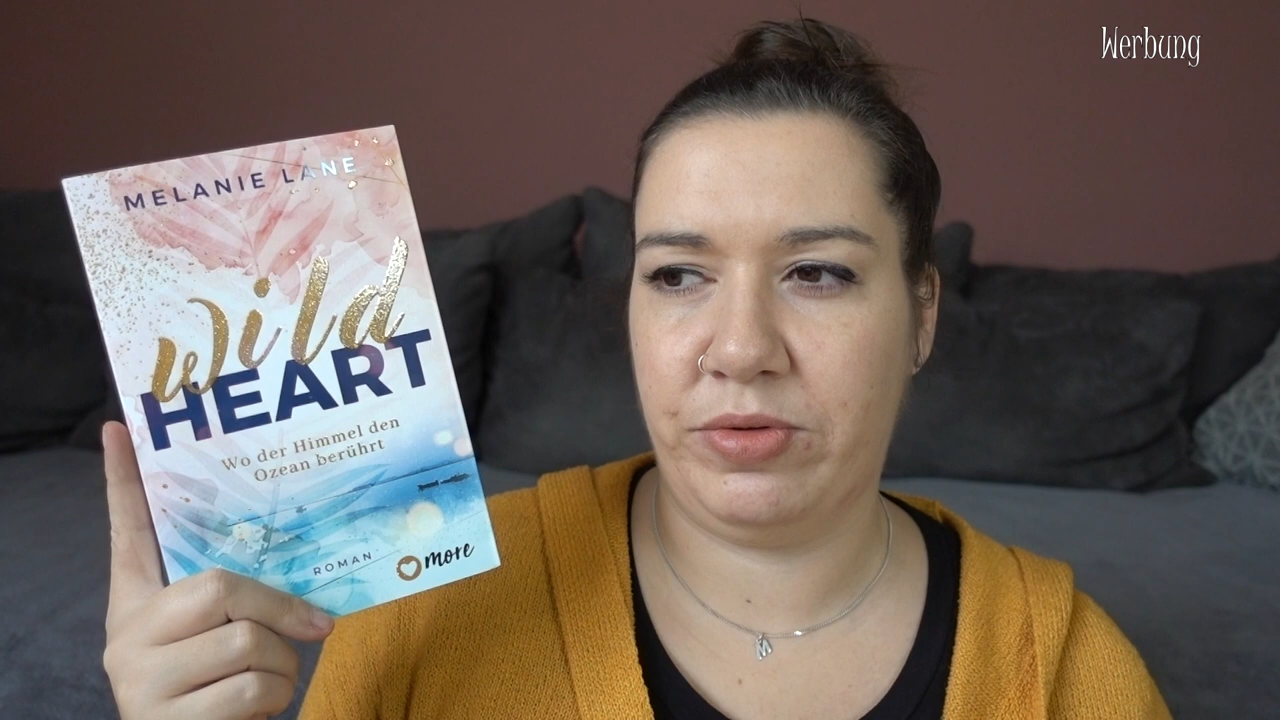 Werbung
MELANIE LANE
wild
HEART
Wo der Himmel den
Ozean berührt
ROMAN
more
M